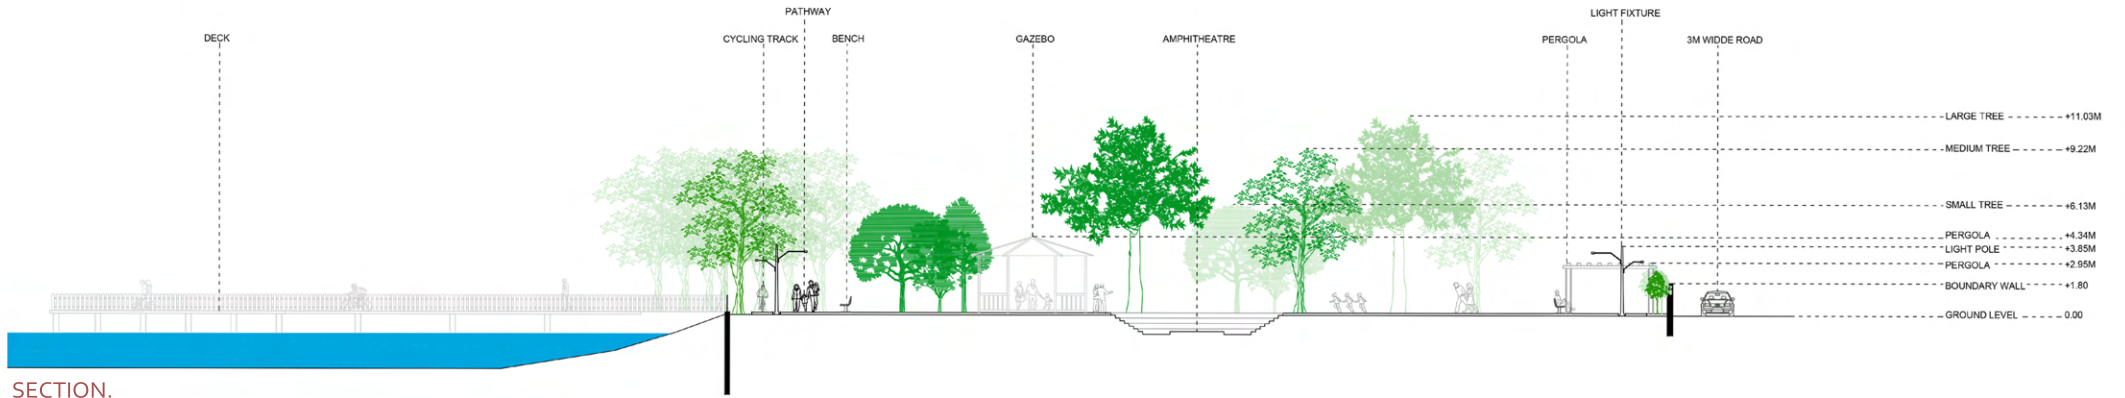 PATHWAY
LIGHT FIXTURE
DECK
CYCLING TRACK
BENCH
GAZEBO
AMPHITHEATRE
PERGOLA
3M WIDDE ROAD
LARGE TREE +11.03M
MEDIUM TREE +9.22M
SMALL TREE +6.13M
PERGOLA +4.34M
LIGHT POLE +3.85M
PERGOLA +2.95M
BOUNDARY WALL +1.80
GROUND LEVEL 0.00
SECTION.